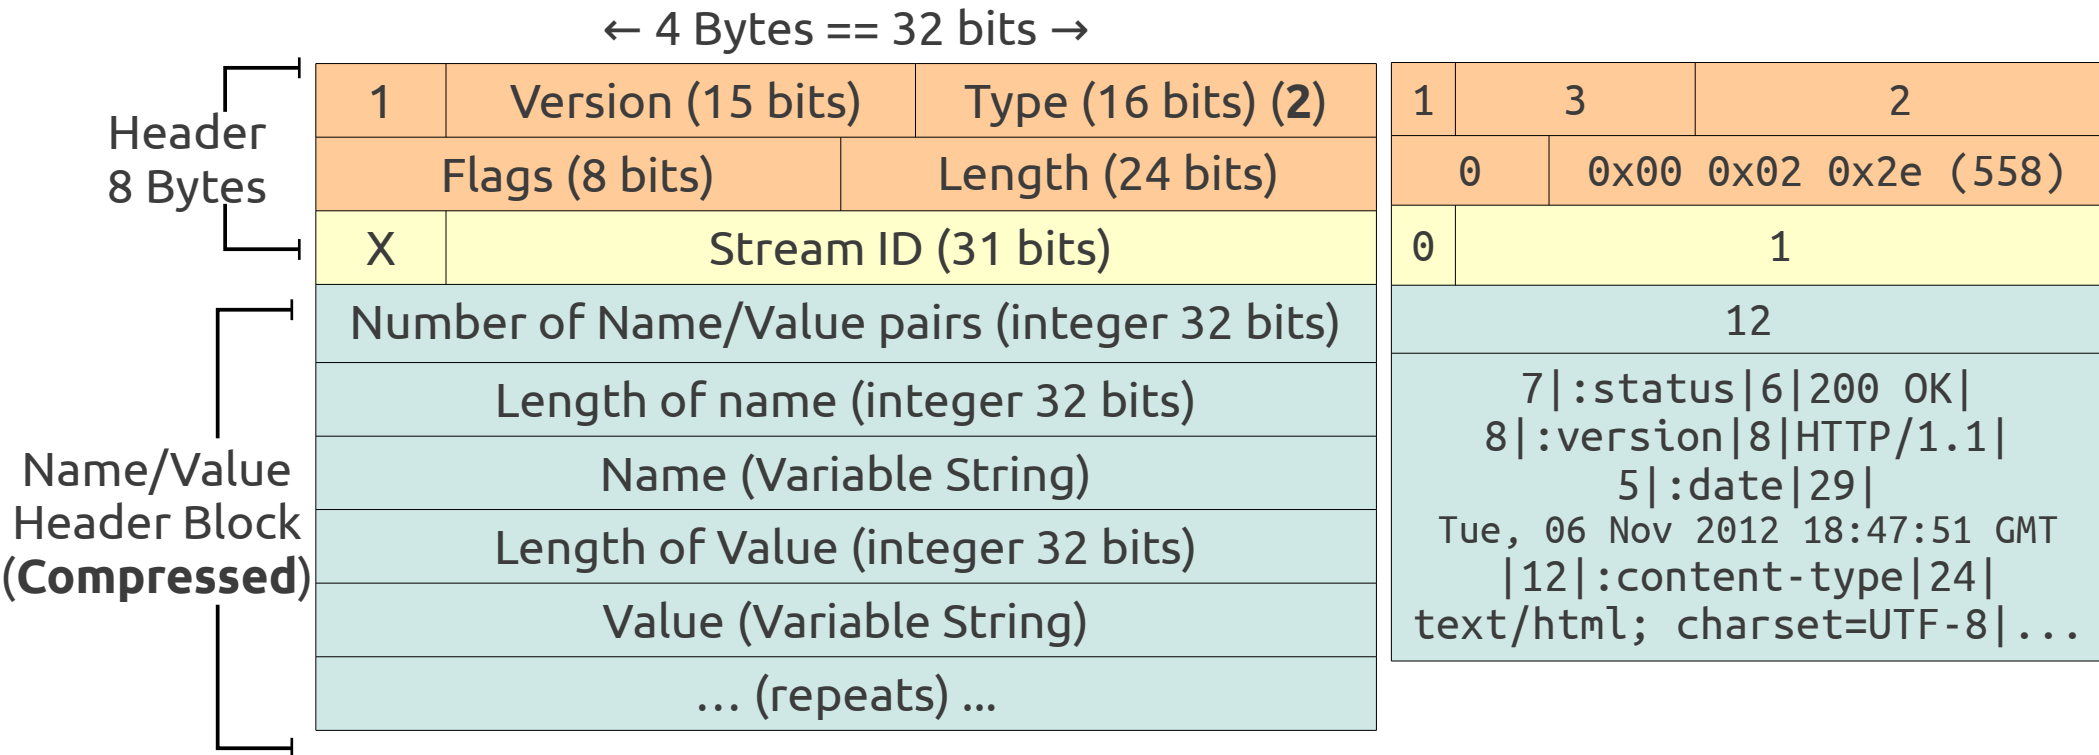 ← 4 Bytes == 32 bits →
Header
8 Bytes
1 Version (15 bits) Type (16 bits) (2)
Flags (8 bits) Length (24 bits)
X Stream ID (31 bits)
Name/Value
Header Block
(Compressed)
Number of Name/Value pairs (integer 32 bits)
Length of name (integer 32 bits)
Name (Variable String)
Length of Value (integer 32 bits)
Value (Variable String)
... (repeats) ...
1 3 2
0 0x00 0x02 0x2e (558)
0 1
12
7|:status|6|200 OK|
8|:version|8|HTTP/1.1|
5|:date|29|
Tue, 06 Nov 2012 18:47:51 GMT
|12|:content-type|24|
text/html; charset=UTF-8|...